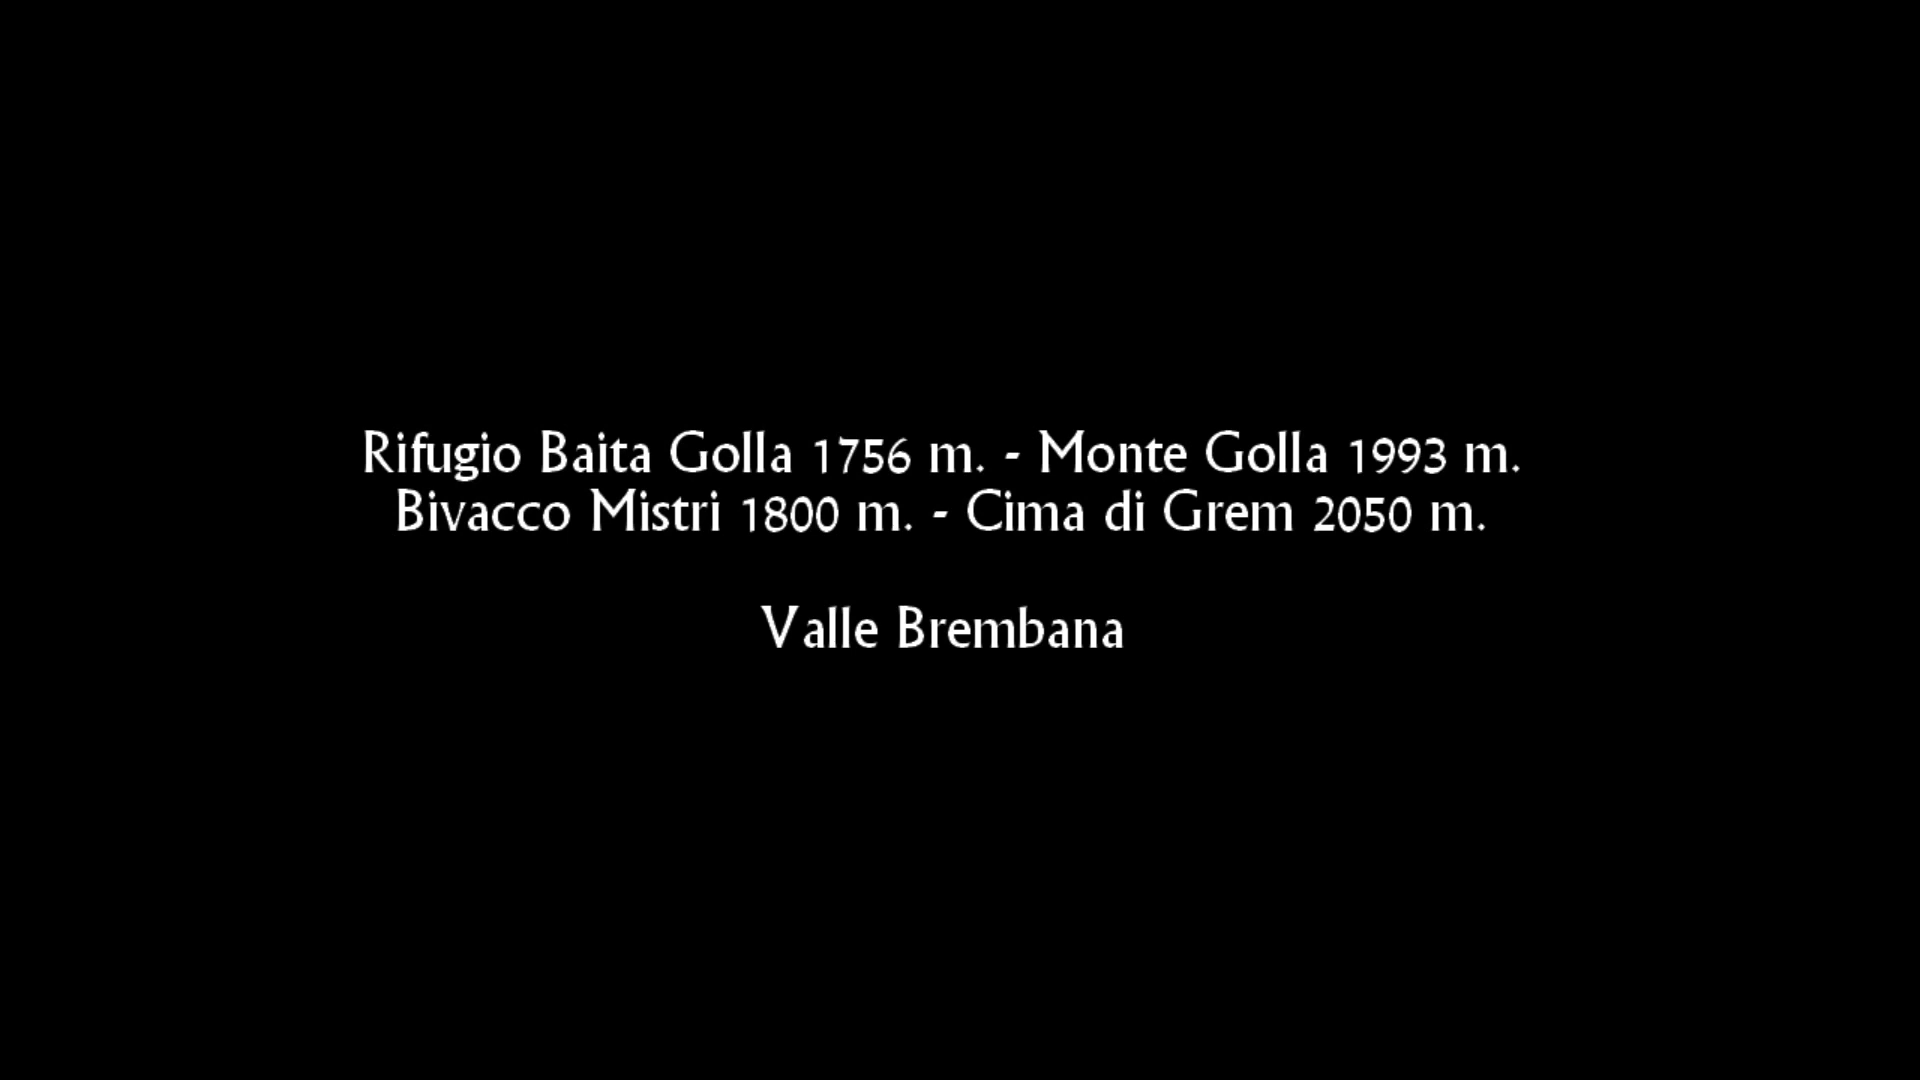 Rifugio Baita Golla 1756 m. - Monte Golla 1993 m.
Bivacco Mistri 1800 m. - Cima di Grem 2050 m.
Valle Brembana